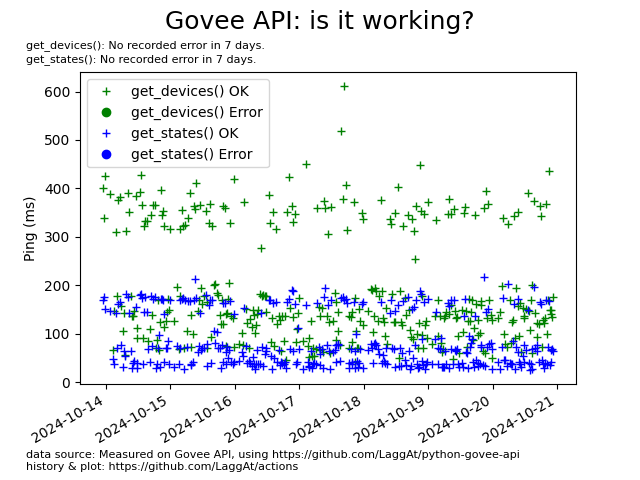 Govee API: is it working?
get_devices(): No recorded error in 7 days.
get_states(): No recorded error in 7 days.
get_devices() OK
get_devices() Error
get_states() OK
get_states() Error
Ping (ms)
600
500
400
300
200
100
0
2024-10-14
2024-10-15
2024-10-16
2024-10-17
2024-10-18
2024-10-19
2024-10-20
2024-10-21
data source: Measured on Govee API, using https://github.com/LaggAt/python-govee-api
history & plot: https://github.com/LaggAt/actions